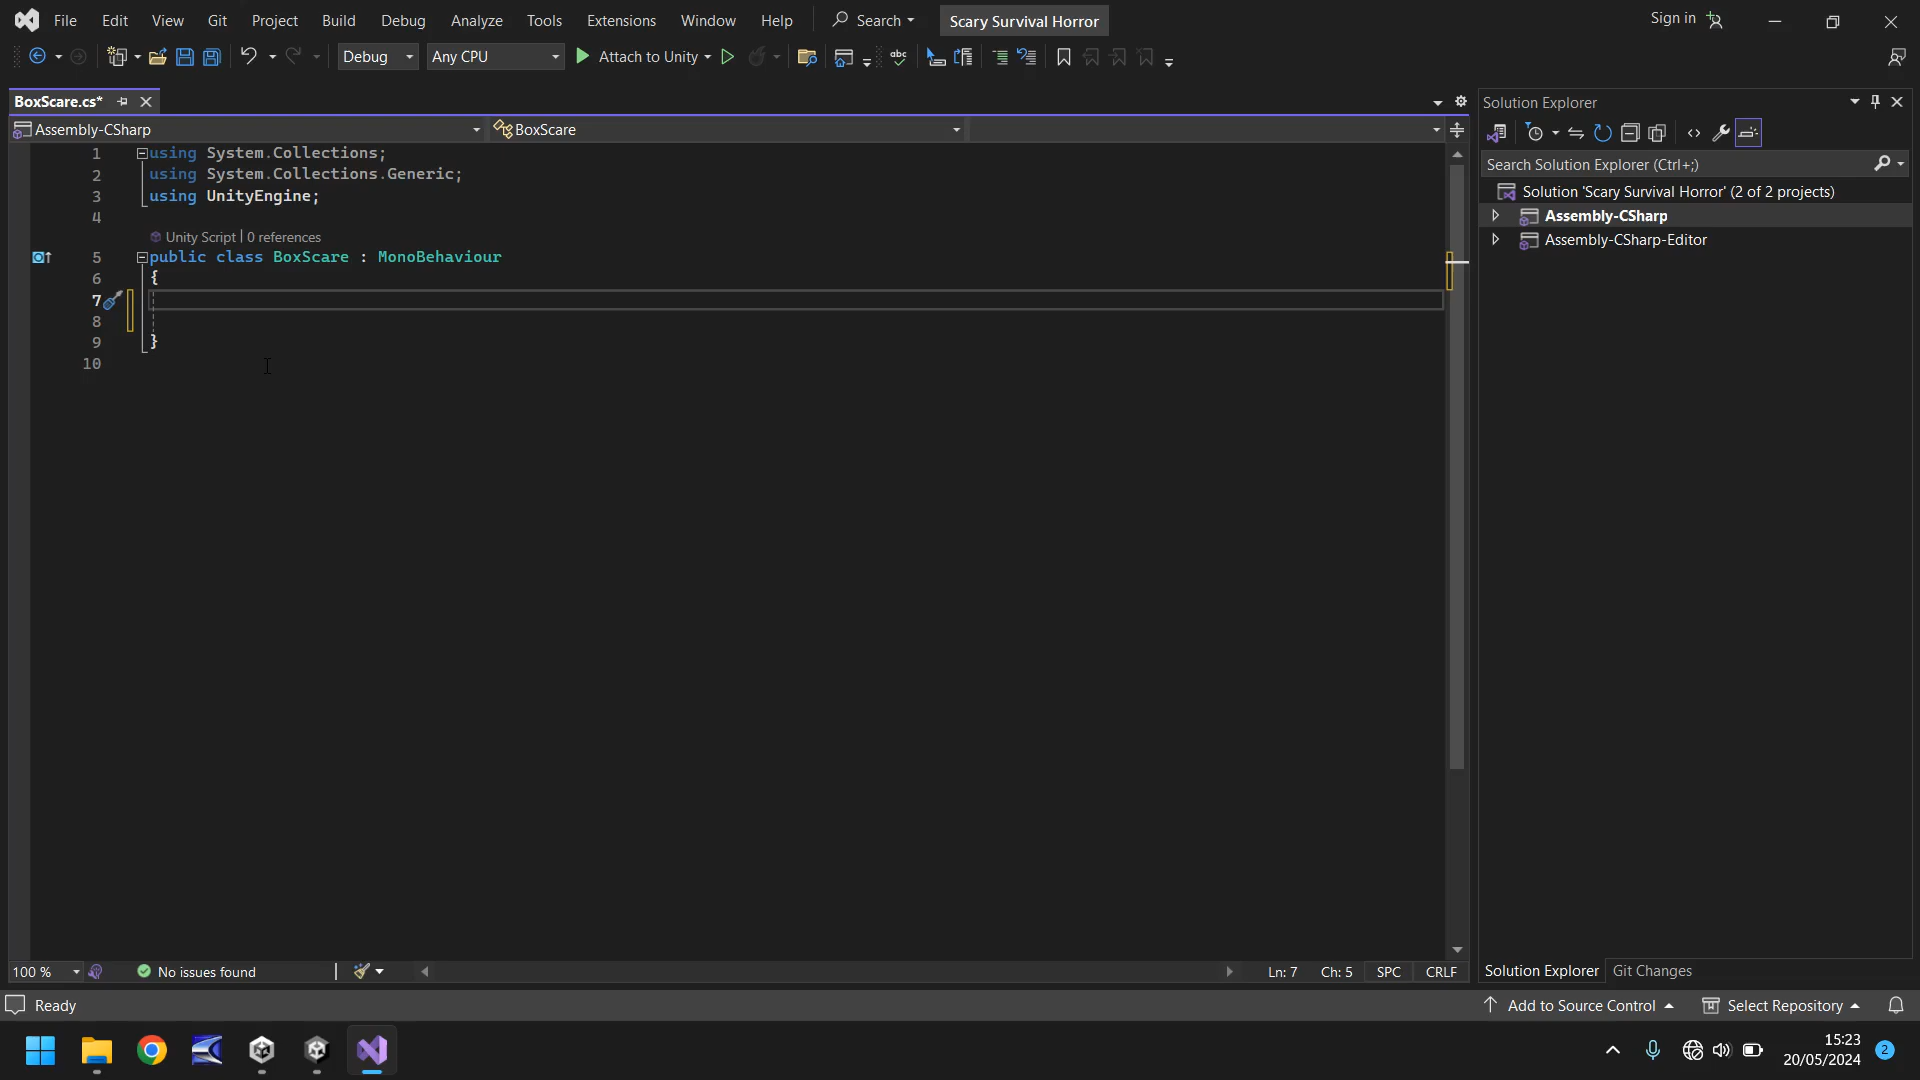 File Edit View Git Project Build Debug Analyze Tools Extensions Window Help Search Scary Survival Horror Sign in
Debug Any CPU Attach to Unity abc
BoxScare.cs*
Assembly-CSharp BoxScare
1 using System.Collections;
2 using System.Collections.Generic;
3 using UnityEngine;
4
Unity Script | 0 references
5 public class BoxScare : MonoBehaviour
6 {
7
8
9 }
10
100 % No issues found Ln: 7 Ch: 5 SPC CRLF
Solution Explorer
Search Solution Explorer (Ctrl+;)
Solution 'Scary Survival Horror' (2 of 2 projects)
Assembly-CSharp
Assembly-CSharp-Editor
Solution Explorer Git Changes
Ready Add to Source Control Select Repository
15:23
20/05/2024 2